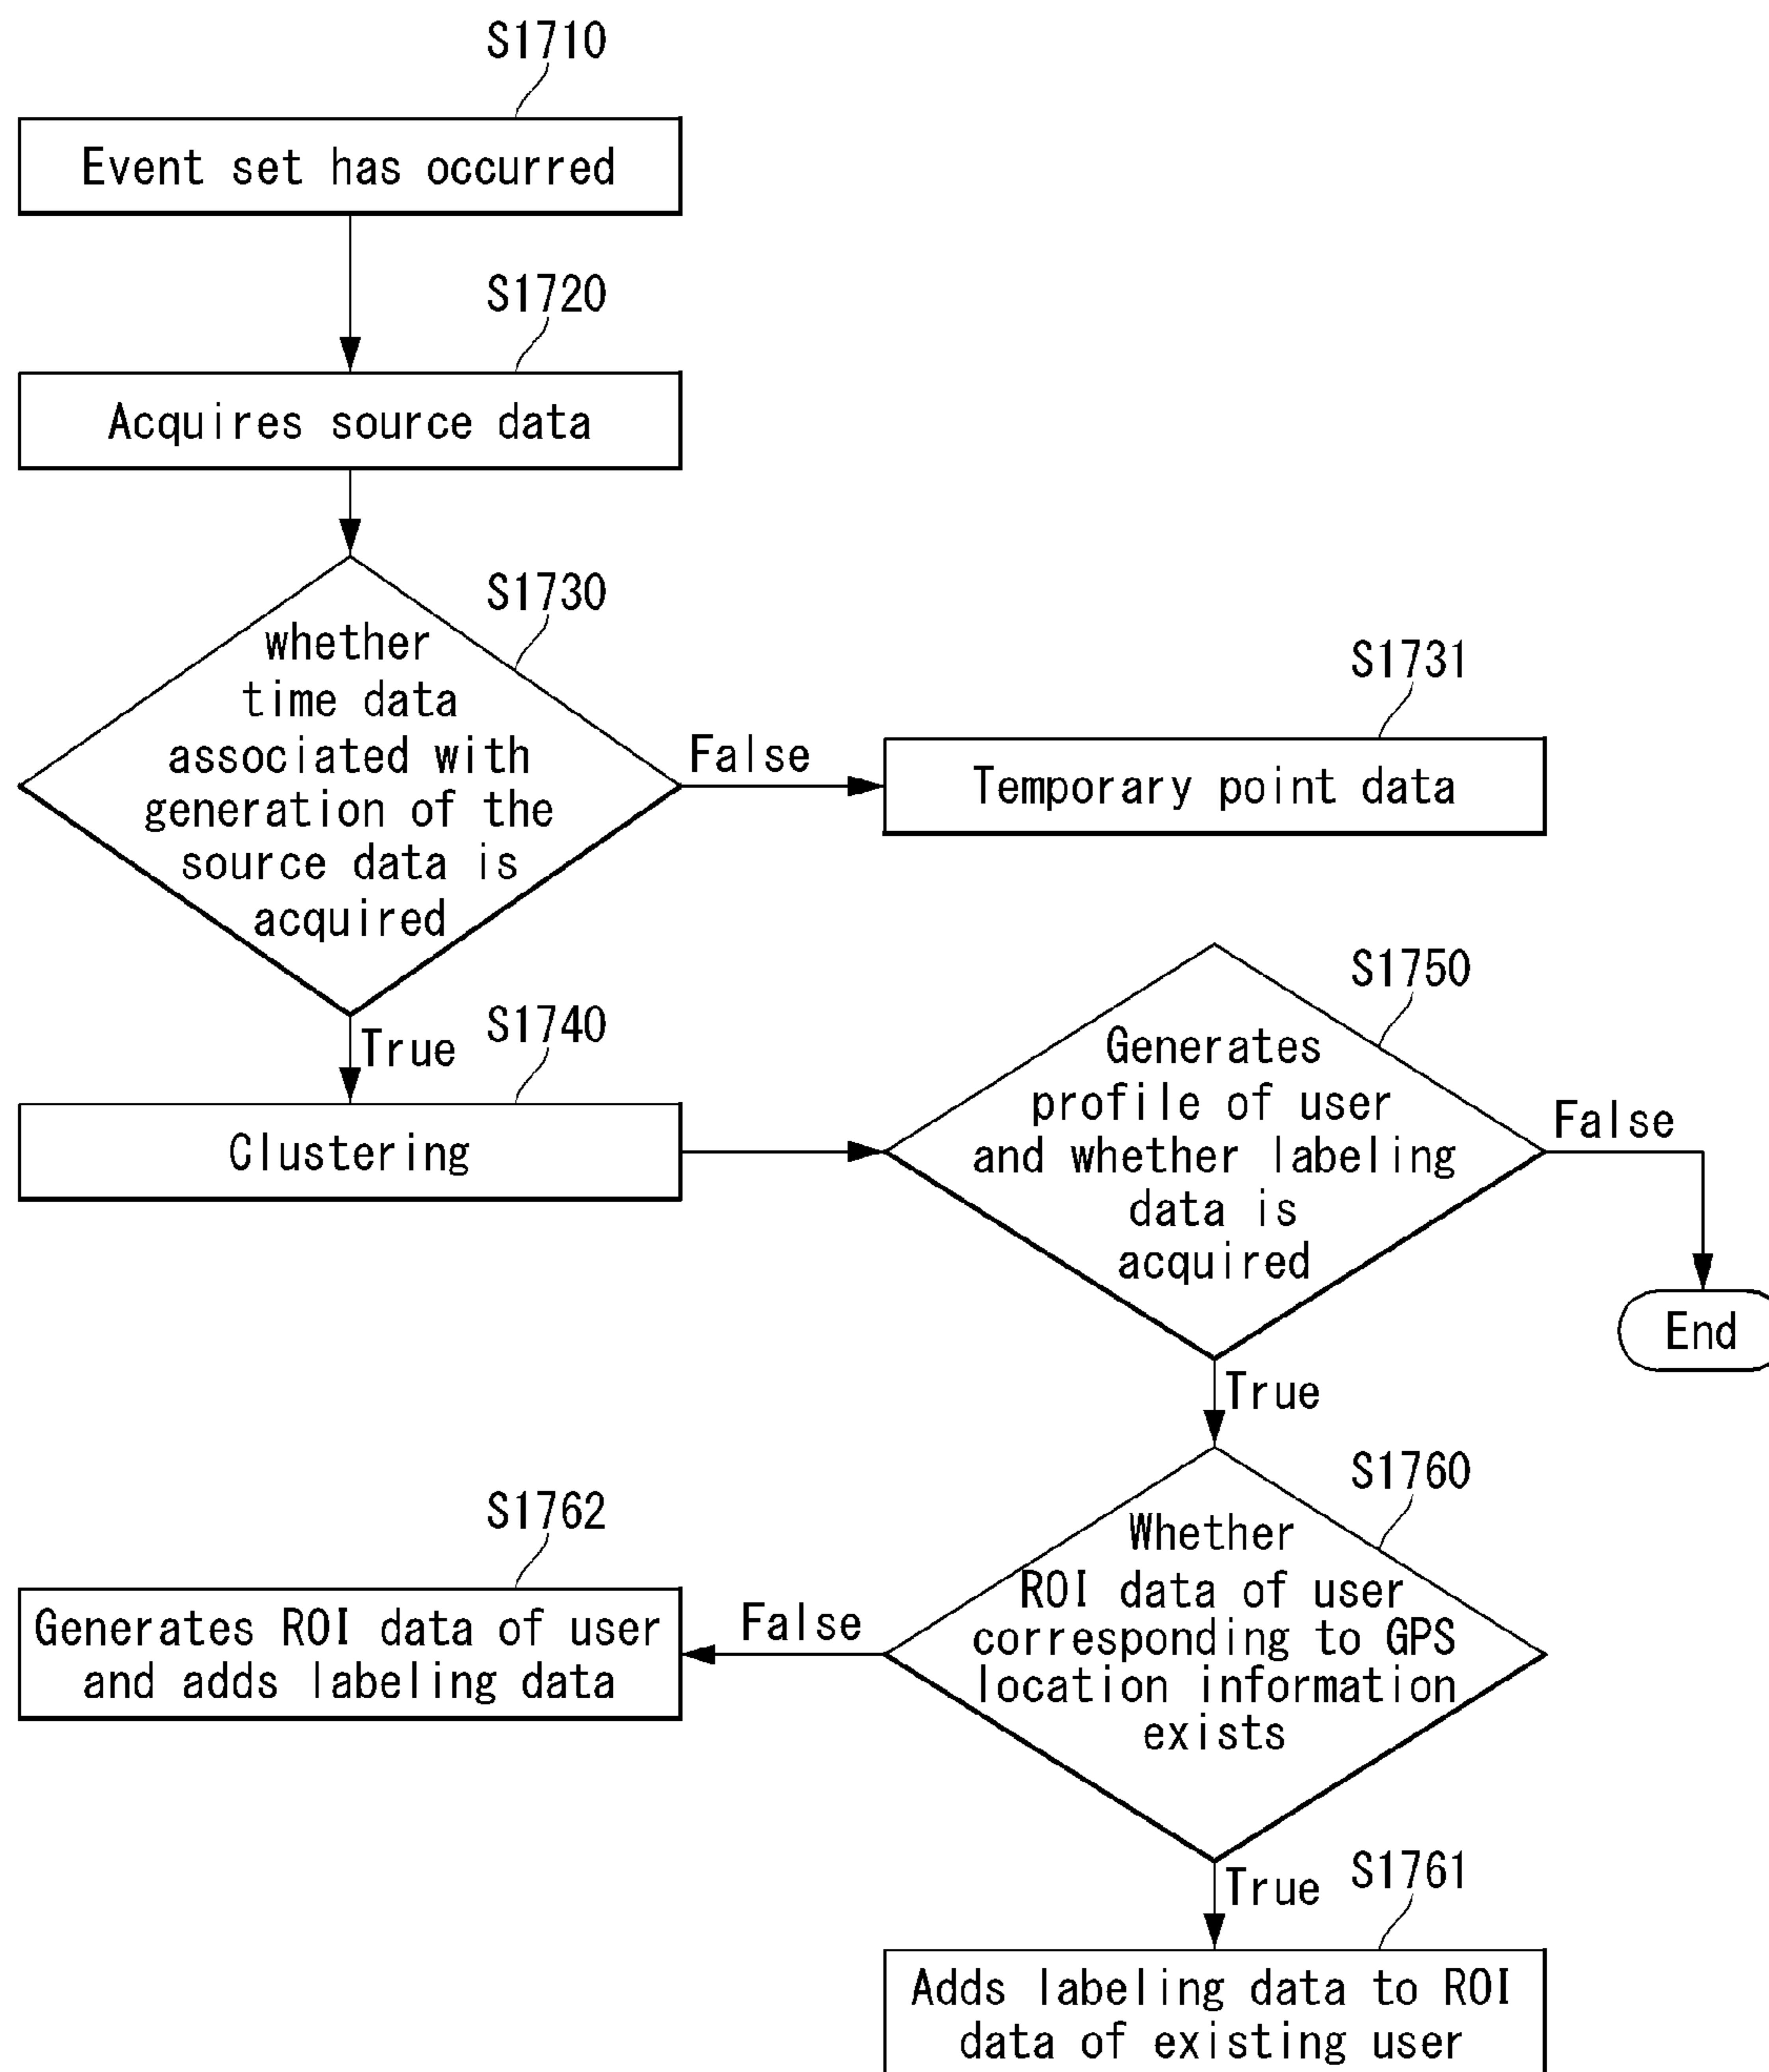 S1710
Event set has occurred
S1720
Acquires source data
S1730
whether
time data
associated with
generation of the
source data is
acquired
False
S1731
Temporary point data
True
S1740
Clustering
S1750
Generates
profile of user
and whether labeling
data is
acquired
False
End
True
S1760
Whether
ROI data of user
corresponding to GPS
location information
exists
False
S1762
Generates ROI data of user
and adds labeling data
True
S1761
Adds labeling data to ROI
data of existing user